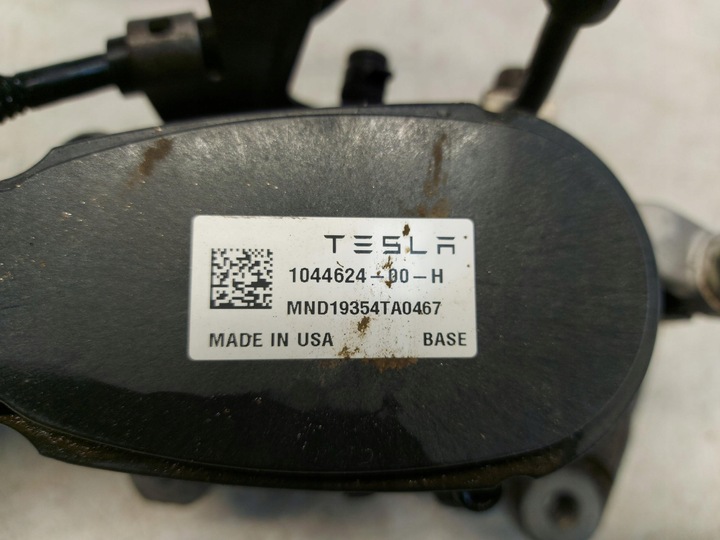 TESLA
1044624-00-H
MND19354TA0467
MADE IN USA BASE